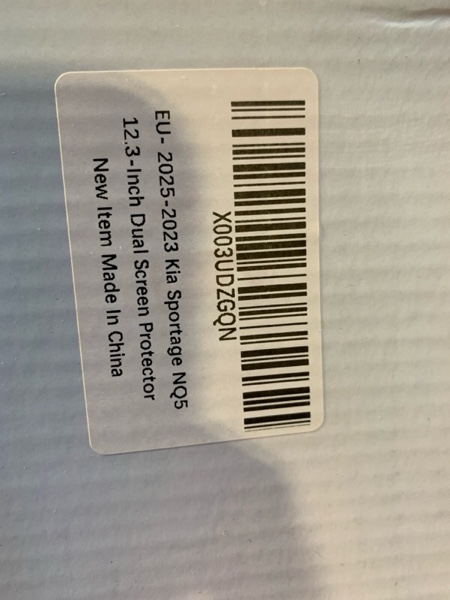 X003UDZGQN
EU- 2025-2023 Kia Sportage NQ5
12.3-Inch Dual Screen Protector
New Item Made In China